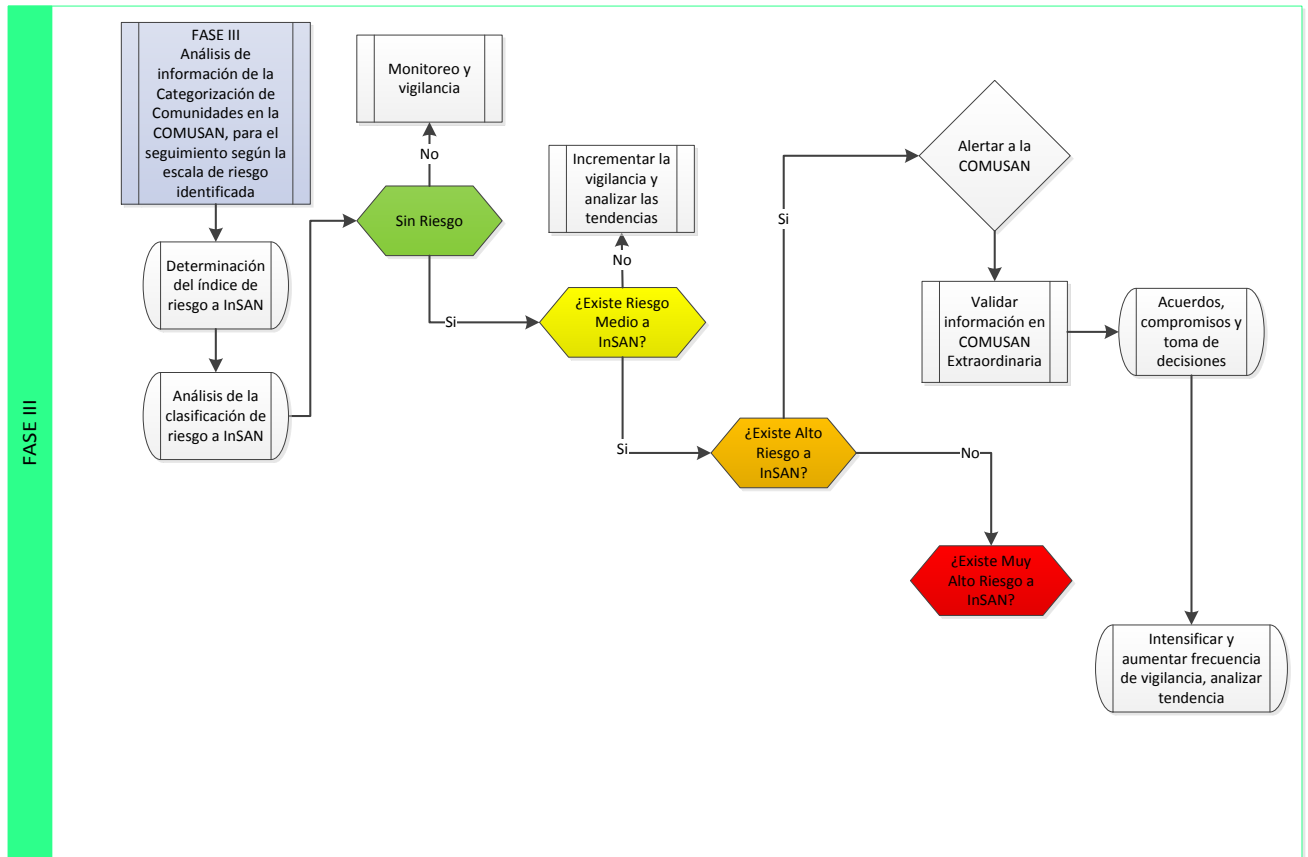 FASE III
FASE III
Análisis de
información de la
Categorización de
Comunidades en la
COMUSAN, para el
seguimiento según la
escala de riesgo
identificada
Determinación
del índice de
riesgo a InSAN
Análisis de la
clasificación de
riesgo a InSAN
Monitoreo y
vigilancia
No
Sin Riesgo
Si
Incrementar la
vigilancia y
analizar las
tendencias
No
¿Existe Riesgo
Medio a
InSAN?
Si
¿Existe Alto
Riesgo a
InSAN?
Si
No
¿Existe Muy
Alto Riesgo a
InSAN?
Alertar a la
COMUSAN
Validar
información en
COMUSAN
Extraordinaria
Acuerdos,
compromisos y
toma de
decisiones
Intensificar y
aumentar frecuencia
de vigilancia, analizar
tendencia